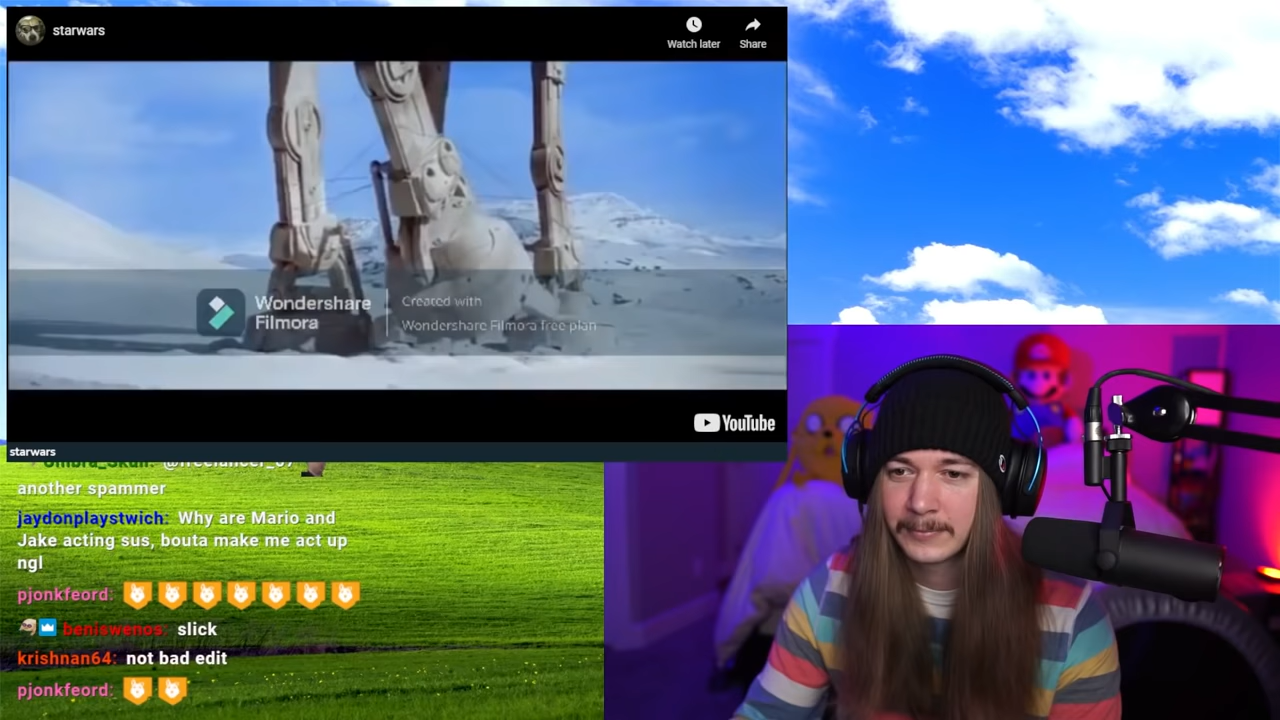 starwars
Watch later
Share
Wondershare
Filmora
Created with
Wondershare Filmora free plan
YouTube
starwars
another spammer
jaydonplaystwich: Why are Mario and
Jake acting sus, bouta make me act up
ngl
pjonkfeord:
beniswenos: slick
krishnan64: not bad edit
pjonkfeord: